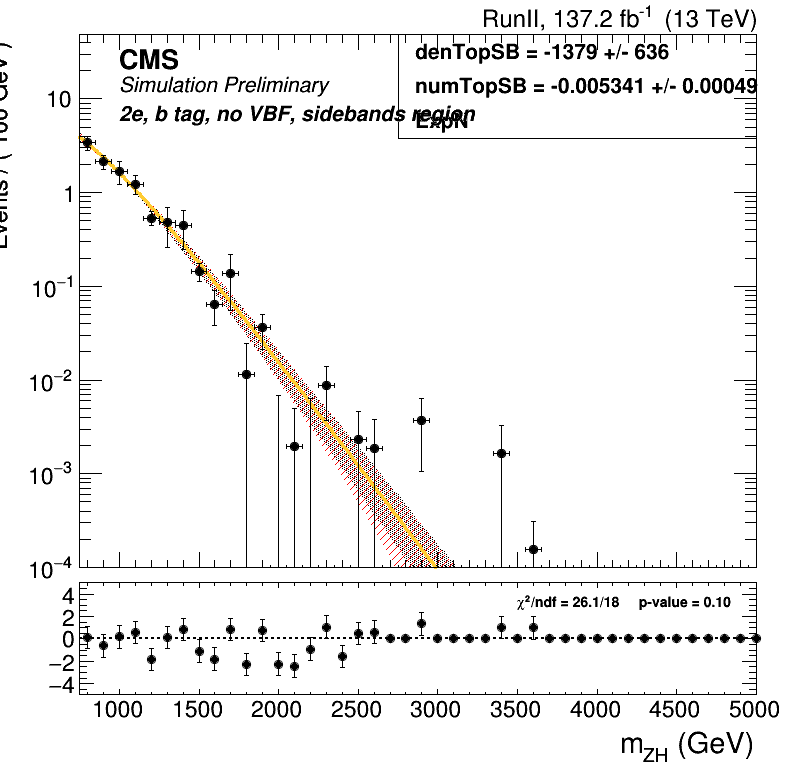 RunII, 137.2 fb⁻¹ (13 TeV)
CMS
Simulation Preliminary
2e, b tag, no VBF, sidebands region
denTopSB = -1379 +/- 636
numTopSB = -0.005341 +/- 0.00049
ExpN
Events / ( 100 GeV )
10
1
10⁻¹
10⁻²
10⁻³
10⁻⁴
χ²/ndf = 26.1/18 p-value = 0.10
4
2
0
−2
−4
1000 1500 2000 2500 3000 3500 4000 4500 5000
m_ZH (GeV)